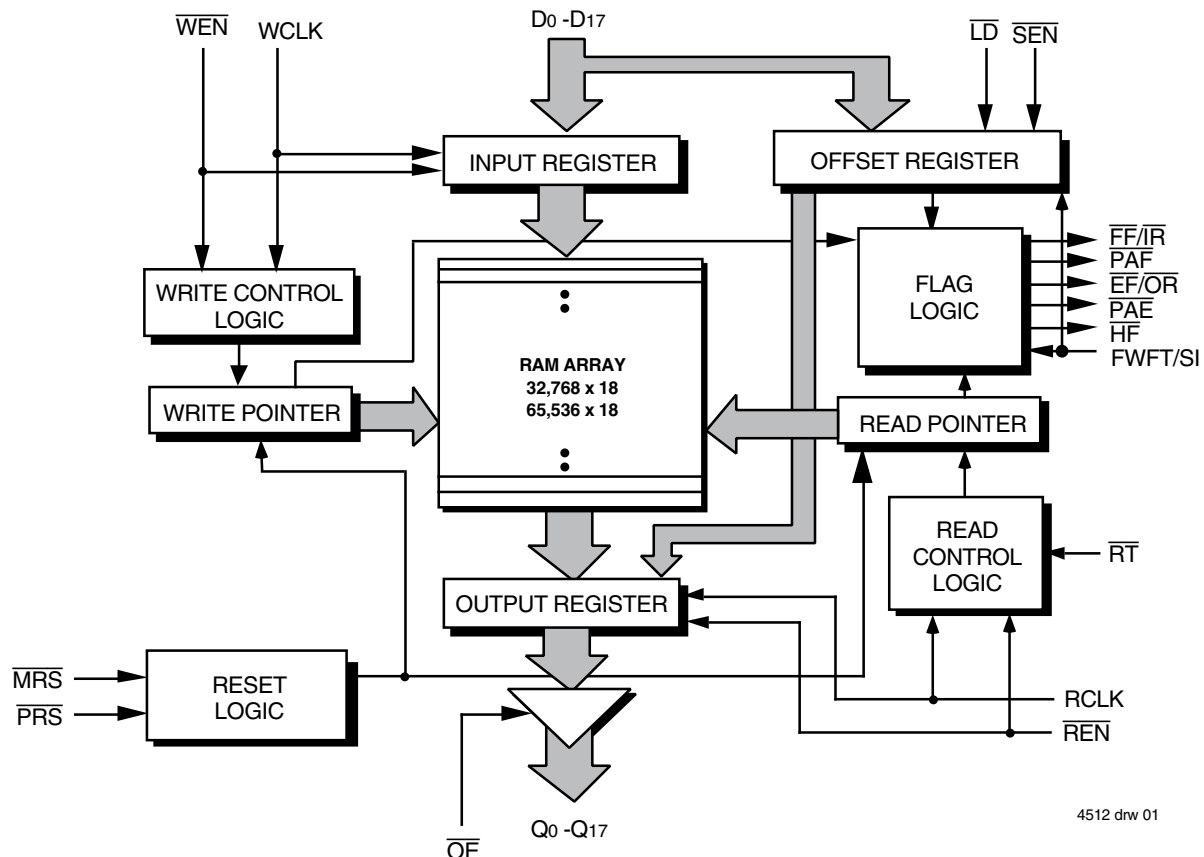 WEN
WCLK
D0 -D17
LD
SEN
INPUT REGISTER
OFFSET REGISTER
WRITE CONTROL
LOGIC
FLAG
LOGIC
FF/IR
PAF
EF/OR
PAE
HF
FWFT/SI
RAM ARRAY
32,768 x 18
65,536 x 18
WRITE POINTER
READ POINTER
READ
CONTROL
LOGIC
RT
OUTPUT REGISTER
MRS
PRS
RESET
LOGIC
RCLK
REN
OE
Q0 -Q17
4512 drw 01